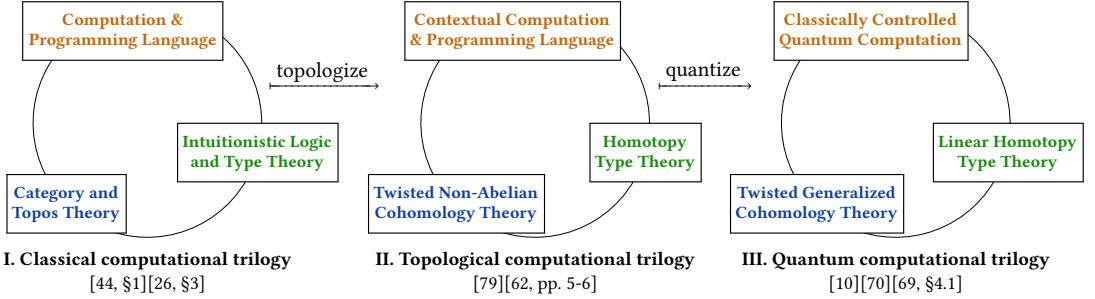 Computation &
Programming Language
Intuitionistic Logic
and Type Theory
Category and
Topos Theory
I. Classical computational trilogy
[44, §1][26, §3]
topologize
Contextual Computation
& Programming Language
Homotopy
Type Theory
Twisted Non-Abelian
Cohomology Theory
II. Topological computational trilogy
[79][62, pp. 5-6]
quantize
Classically Controlled
Quantum Computation
Linear Homotopy
Type Theory
Twisted Generalized
Cohomology Theory
III. Quantum computational trilogy
[10][70][69, §4.1]